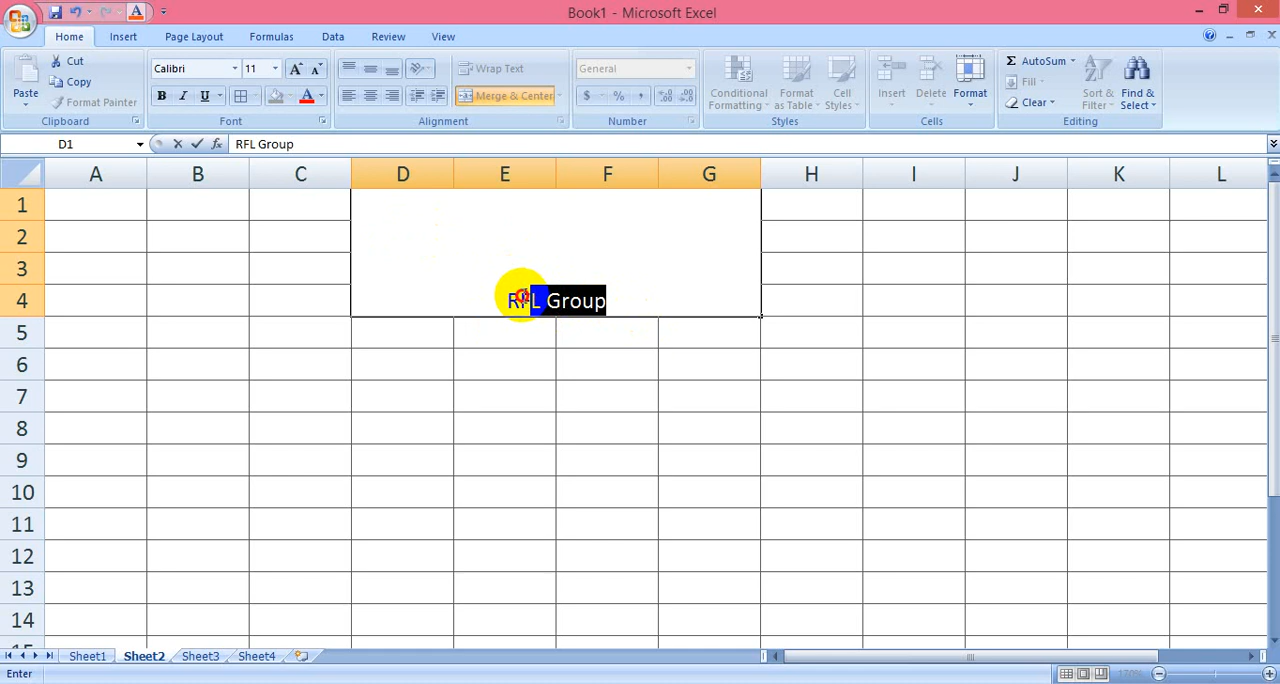 Book1 - Microsoft Excel
Home Insert Page Layout Formulas Data Review View
Paste
Cut
Copy
Format Painter
Clipboard
Calibri 11
B I U
Font
Wrap Text
Merge & Center
Alignment
General
$ % ,
Number
Conditional Formatting
Format as Table
Cell Styles
Styles
Insert Delete Format
Cells
Σ AutoSum
Fill
Clear
Sort & Filter
Find & Select
Editing
D1 fx RFL Group
A B C D E F G H I J K L
1
2
3
4 RFL Group
5
6
7
8
9
10
11
12
13
14
15
Sheet1 Sheet2 Sheet3 Sheet4
Enter 170%